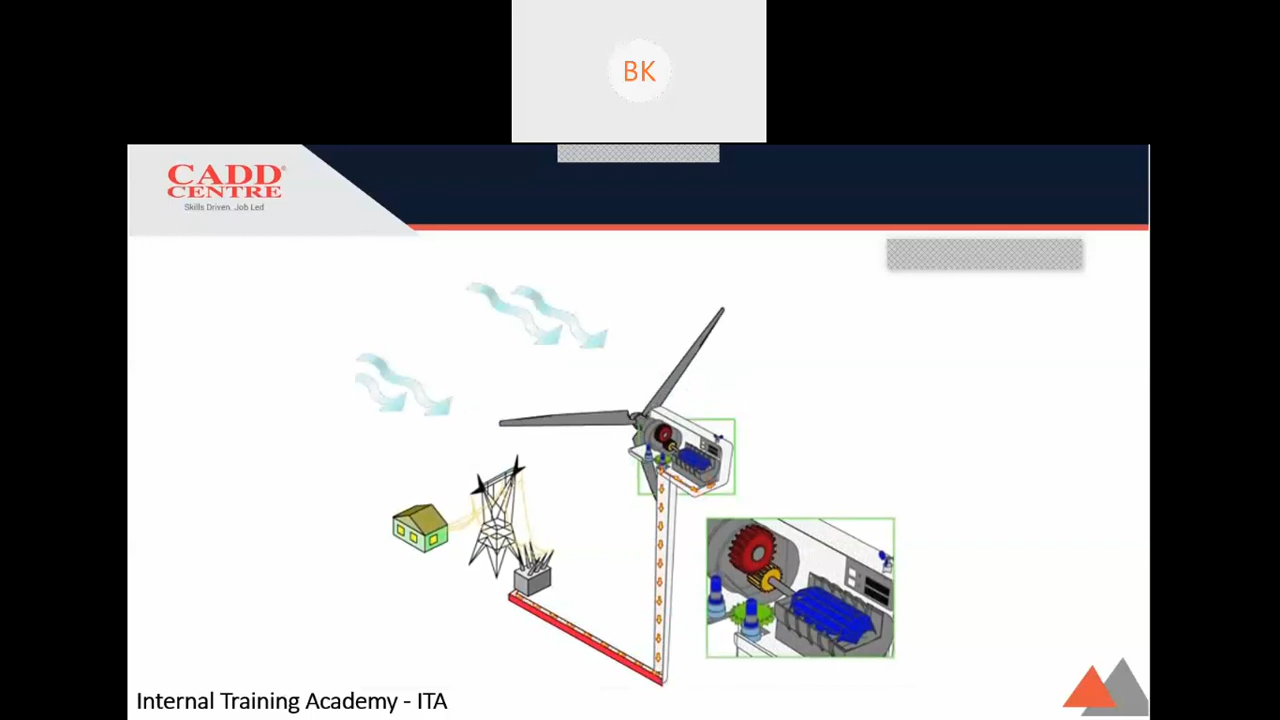 BK
CADD
CENTRE
Skills Driven. Job Led
Internal Training Academy - ITA